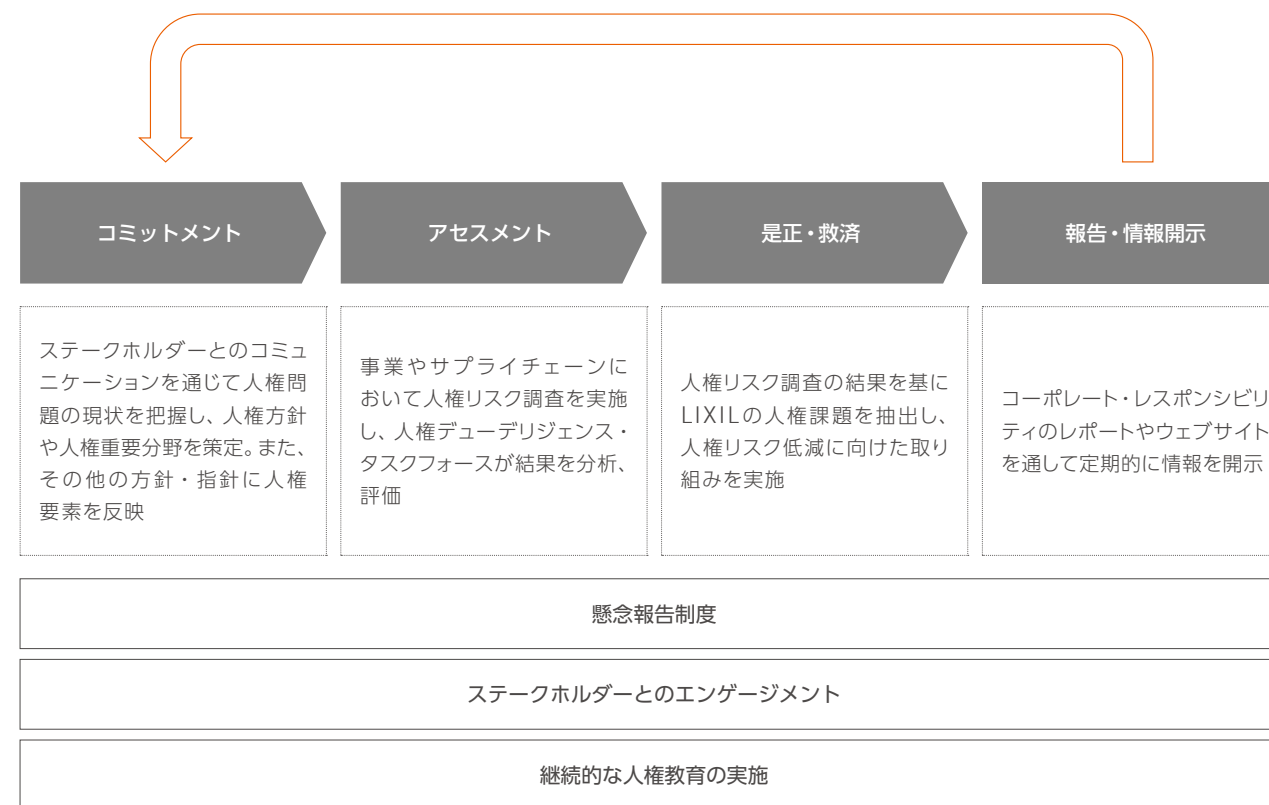 コミットメント
アセスメント
是正・救済
報告・情報開示
ステークホルダーとのコミュ
ニケーションを通じて人権問
題の現状を把握し、人権方針
や人権重要分野を策定。また、
その他の方針・指針に人権
要素を反映
事業やサプライチェーンに
おいて人権リスク調査を実施
し、人権デューデリジェンス・
タスクフォースが結果を分析、
評価
人権リスク調査の結果を基に
LIXILの人権課題を抽出し、
人権リスク低減に向けた取り
組みを実施
コーポレート・レスポンシビリ
ティのレポートやウェブサイト
を通して定期的に情報を開示
懸念報告制度
ステークホルダーとのエンゲージメント
継続的な人権教育の実施